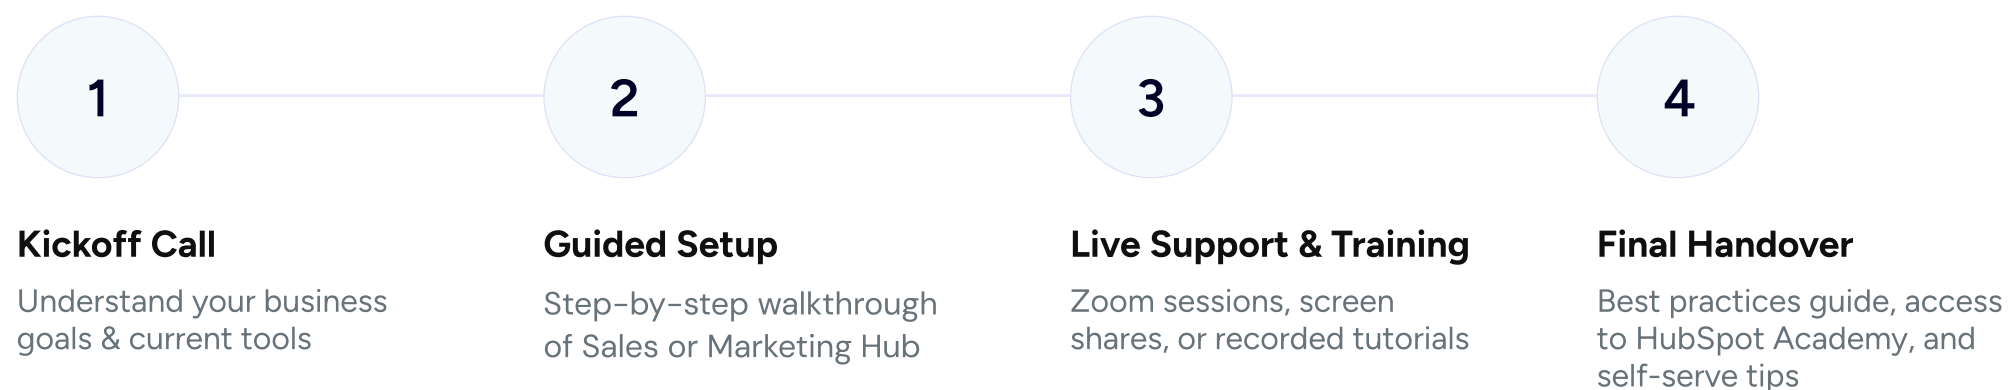 1
2
3
4
Kickoff Call
Understand your business
goals & current tools
Guided Setup
Step-by-step walkthrough
of Sales or Marketing Hub
Live Support & Training
Zoom sessions, screen
shares, or recorded tutorials
Final Handover
Best practices guide, access
to HubSpot Academy, and
self-serve tips